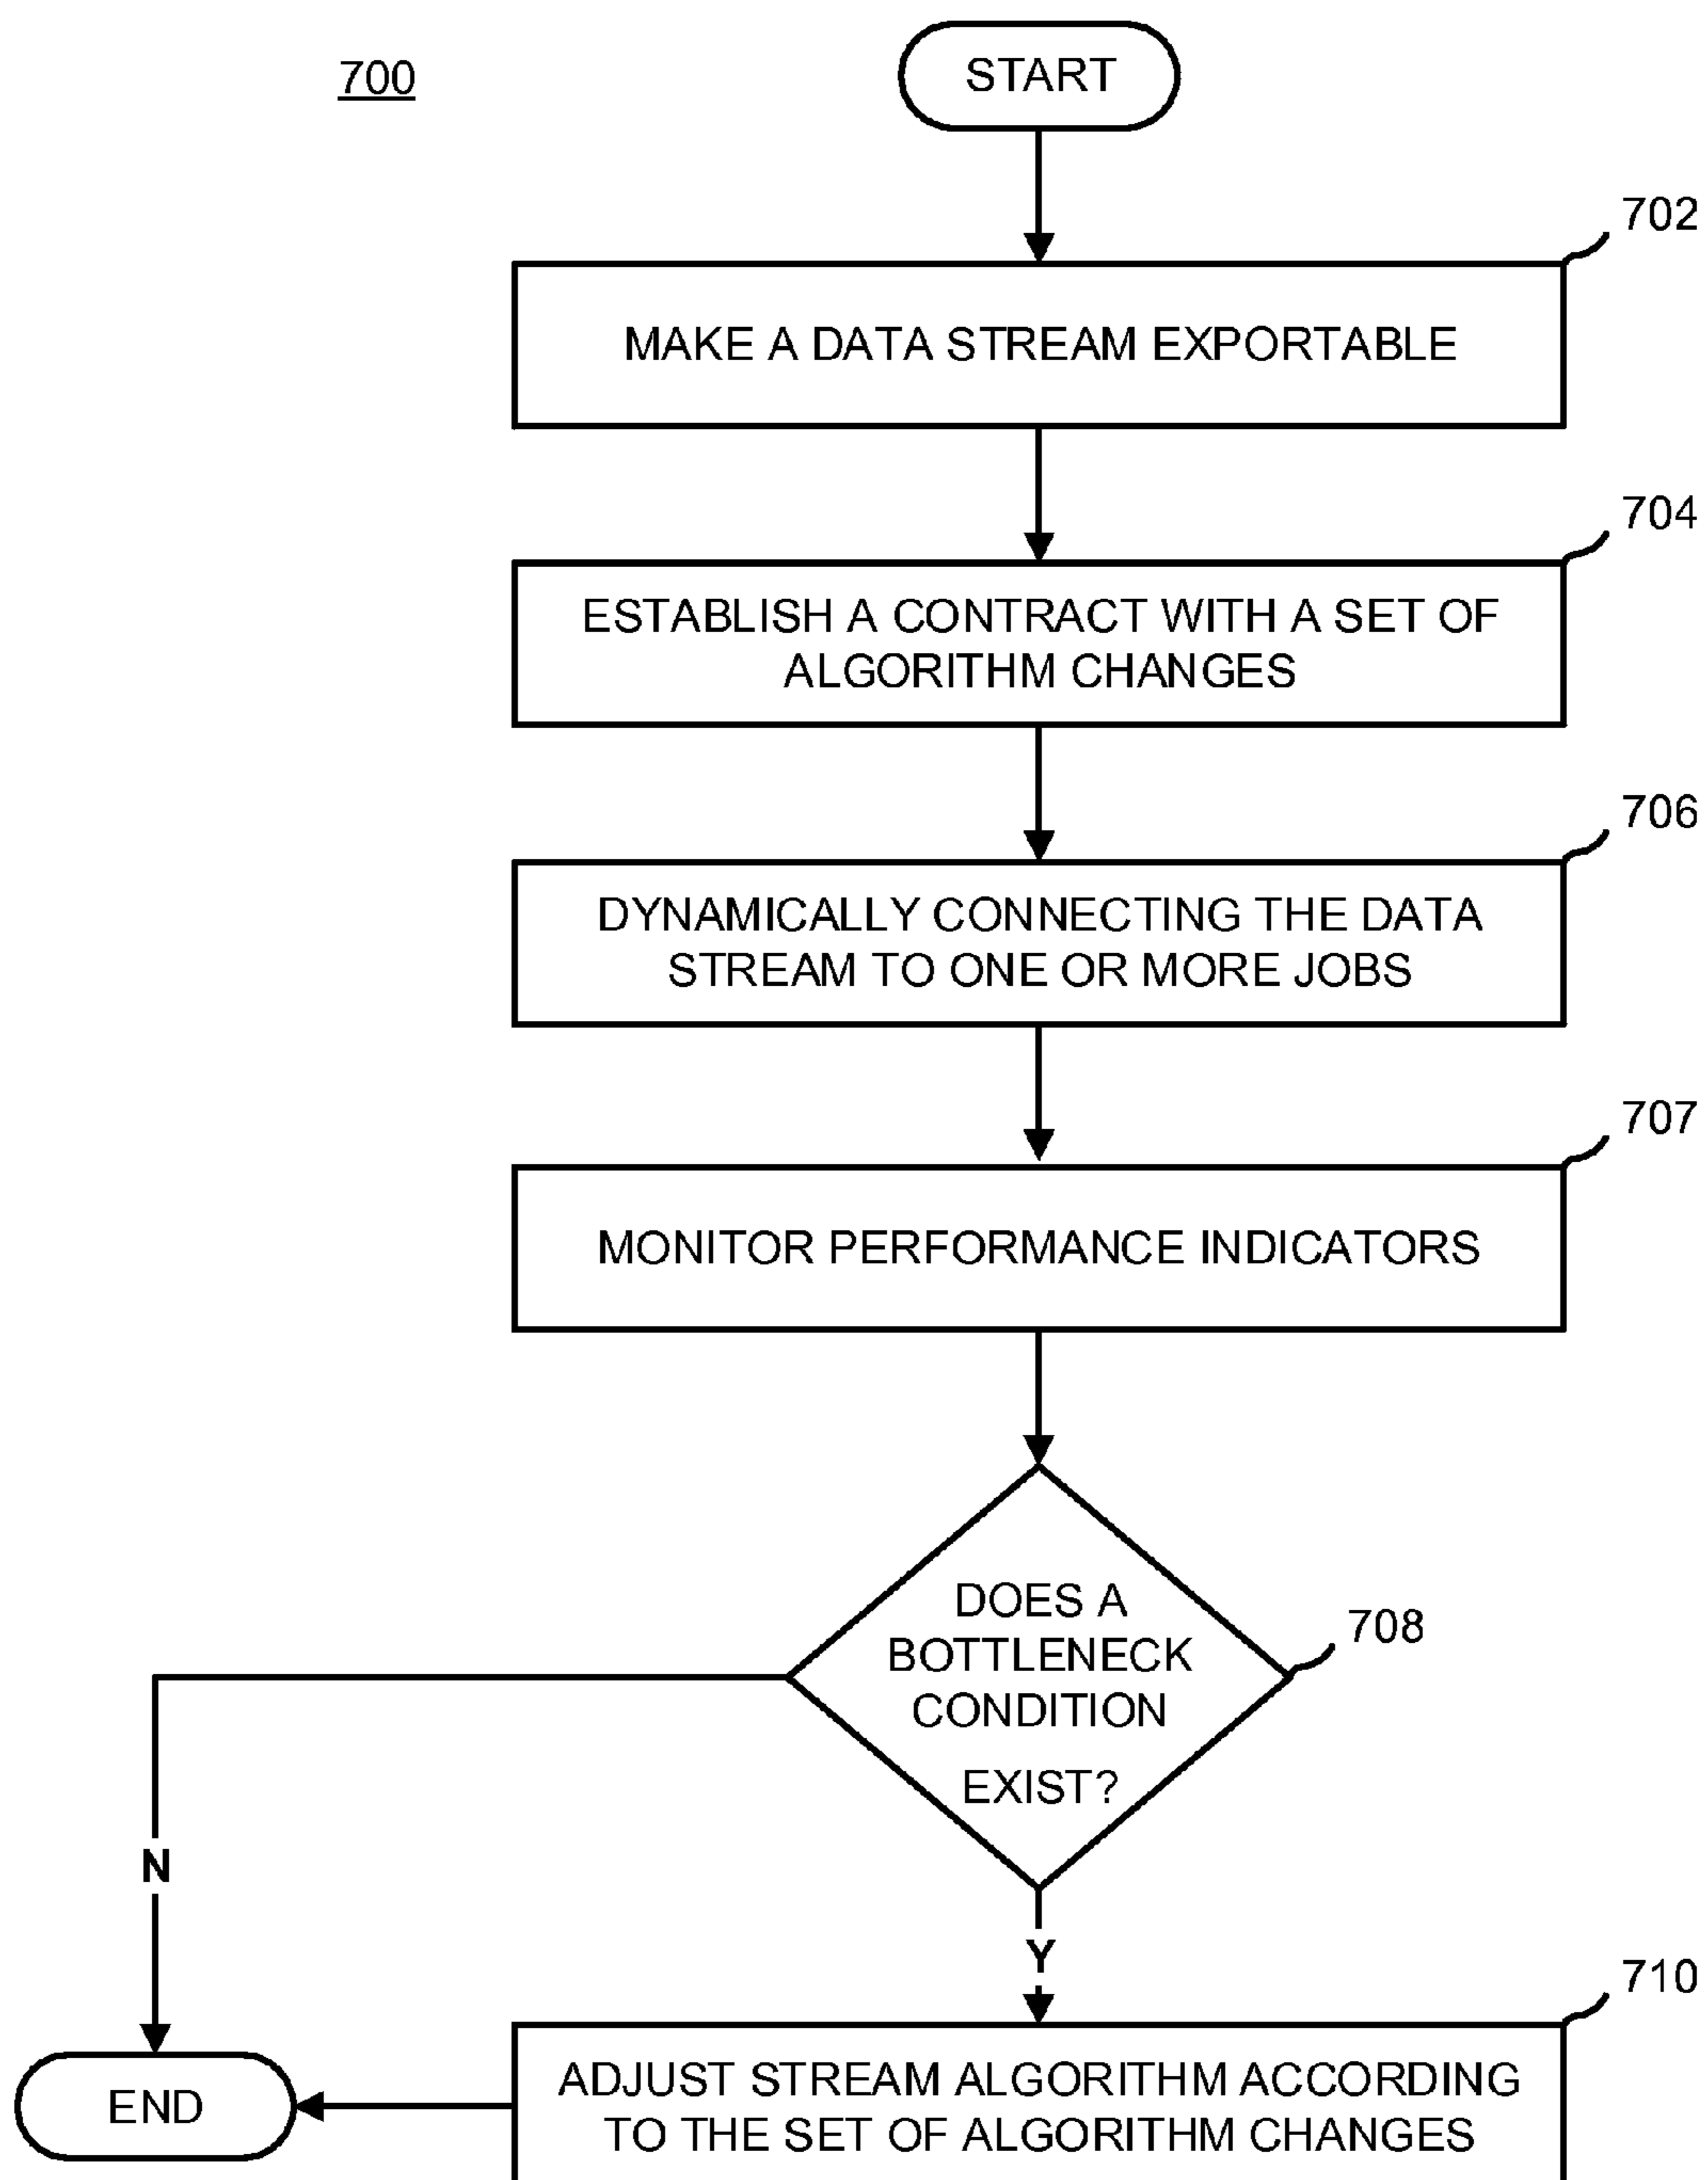 700
START
702
MAKE A DATA STREAM EXPORTABLE
704
ESTABLISH A CONTRACT WITH A SET OF
ALGORITHM CHANGES
706
DYNAMICALLY CONNECTING THE DATA
STREAM TO ONE OR MORE JOBS
707
MONITOR PERFORMANCE INDICATORS
708
DOES A
BOTTLENECK
CONDITION
EXIST?
N
Y
710
ADJUST STREAM ALGORITHM ACCORDING
TO THE SET OF ALGORITHM CHANGES
END